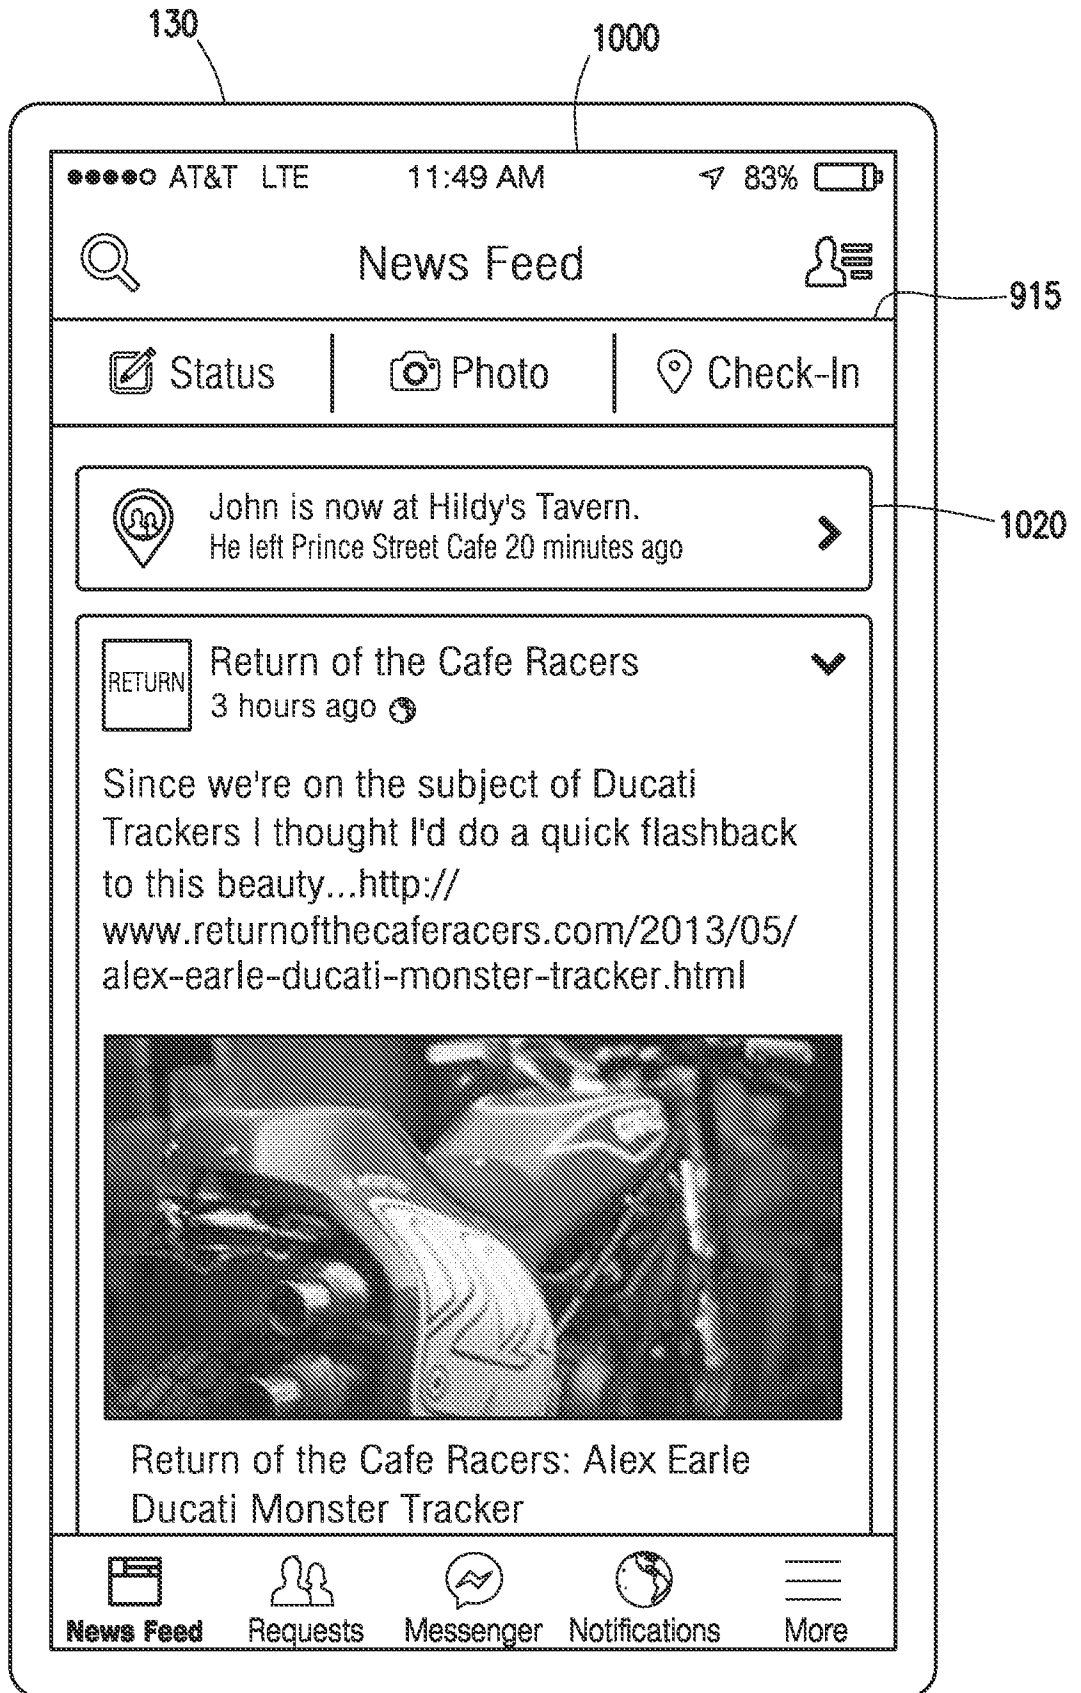 130
1000
AT&T LTE 11:49 AM 83%
News Feed
915
Status Photo Check-In
John is now at Hildy's Tavern.
He left Prince Street Cafe 20 minutes ago
1020
RETURN
Return of the Cafe Racers
3 hours ago
Since we're on the subject of Ducati
Trackers I thought I'd do a quick flashback
to this beauty...http://
www.returnofthecaferacers.com/2013/05/
alex-earle-ducati-monster-tracker.html
Return of the Cafe Racers: Alex Earle
Ducati Monster Tracker
News Feed Requests Messenger Notifications More